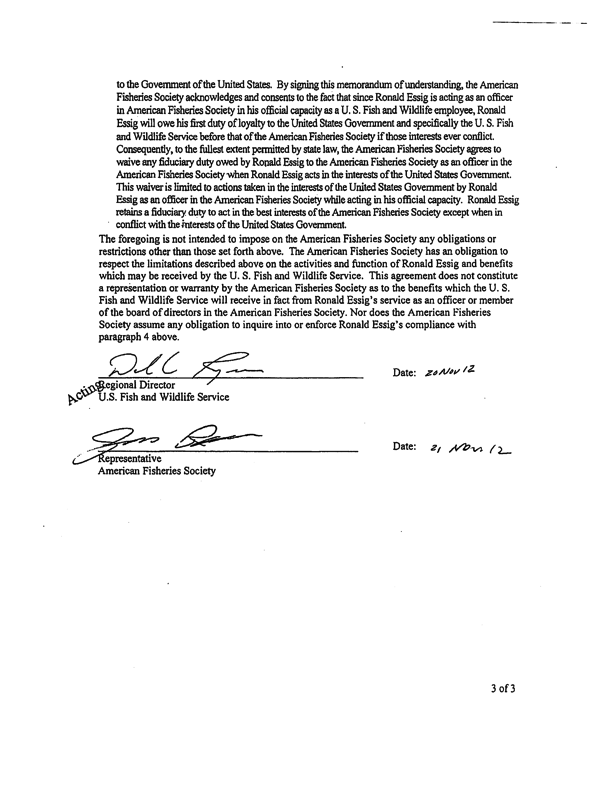 to the Government of the United States. By signing this memorandum of understanding, the American
Fisheries Society acknowledges and consents to the fact that since Ronald Essig is acting as an officer
in American Fisheries Society in his official capacity as a U. S. Fish and Wildlife employee, Ronald
Essig will owe his first duty of loyalty to the United States Government and specifically the U. S. Fish
and Wildlife Service before that of the American Fisheries Society if those interests ever conflict.
Consequently, to the fullest extent permitted by state law, the American Fisheries Society agrees to
waive any fiduciary duty owed by Ronald Essig to the American Fisheries Society as an officer in the
American Fisheries Society when Ronald Essig acts in the interests of the United States Government.
This waiver is limited to actions taken in the interests of the United States Government by Ronald
Essig as an officer in the American Fisheries Society while acting in his official capacity. Ronald Essig
retains a fiduciary duty to act in the best interests of the American Fisheries Society except when in
conflict with the interests of the United States Government.
The foregoing is not intended to impose on the American Fisheries Society any obligations or
restrictions other than those set forth above. The American Fisheries Society has an obligation to
respect the limitations described above on the activities and function of Ronald Essig and benefits
which may be received by the U. S. Fish and Wildlife Service. This agreement does not constitute
a representation or warranty by the American Fisheries Society as to the benefits which the U. S.
Fish and Wildlife Service will receive in fact from Ronald Essig's service as an officer or member
of the board of directors in the American Fisheries Society. Nor does the American Fisheries
Society assume any obligation to inquire into or enforce Ronald Essig's compliance with
paragraph 4 above.
Date: 20 Nov 12
Acting Regional Director
U.S. Fish and Wildlife Service
Date: 21 Nov 12
Representative
American Fisheries Society
3 of 3